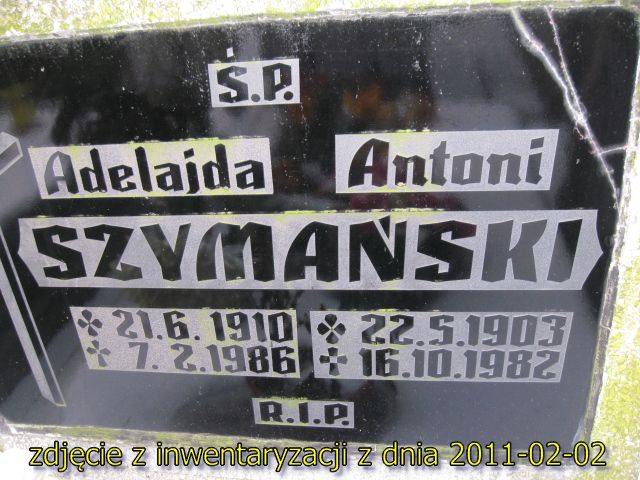 Ś.P.
Adelajda Antoni
SZYMAŃSKI
21.6.1910 22.5.1903
7.2.1986 16.10.1982
R.I.P.
zdjęcie z inwentaryzacji z dnia 2011-02-02